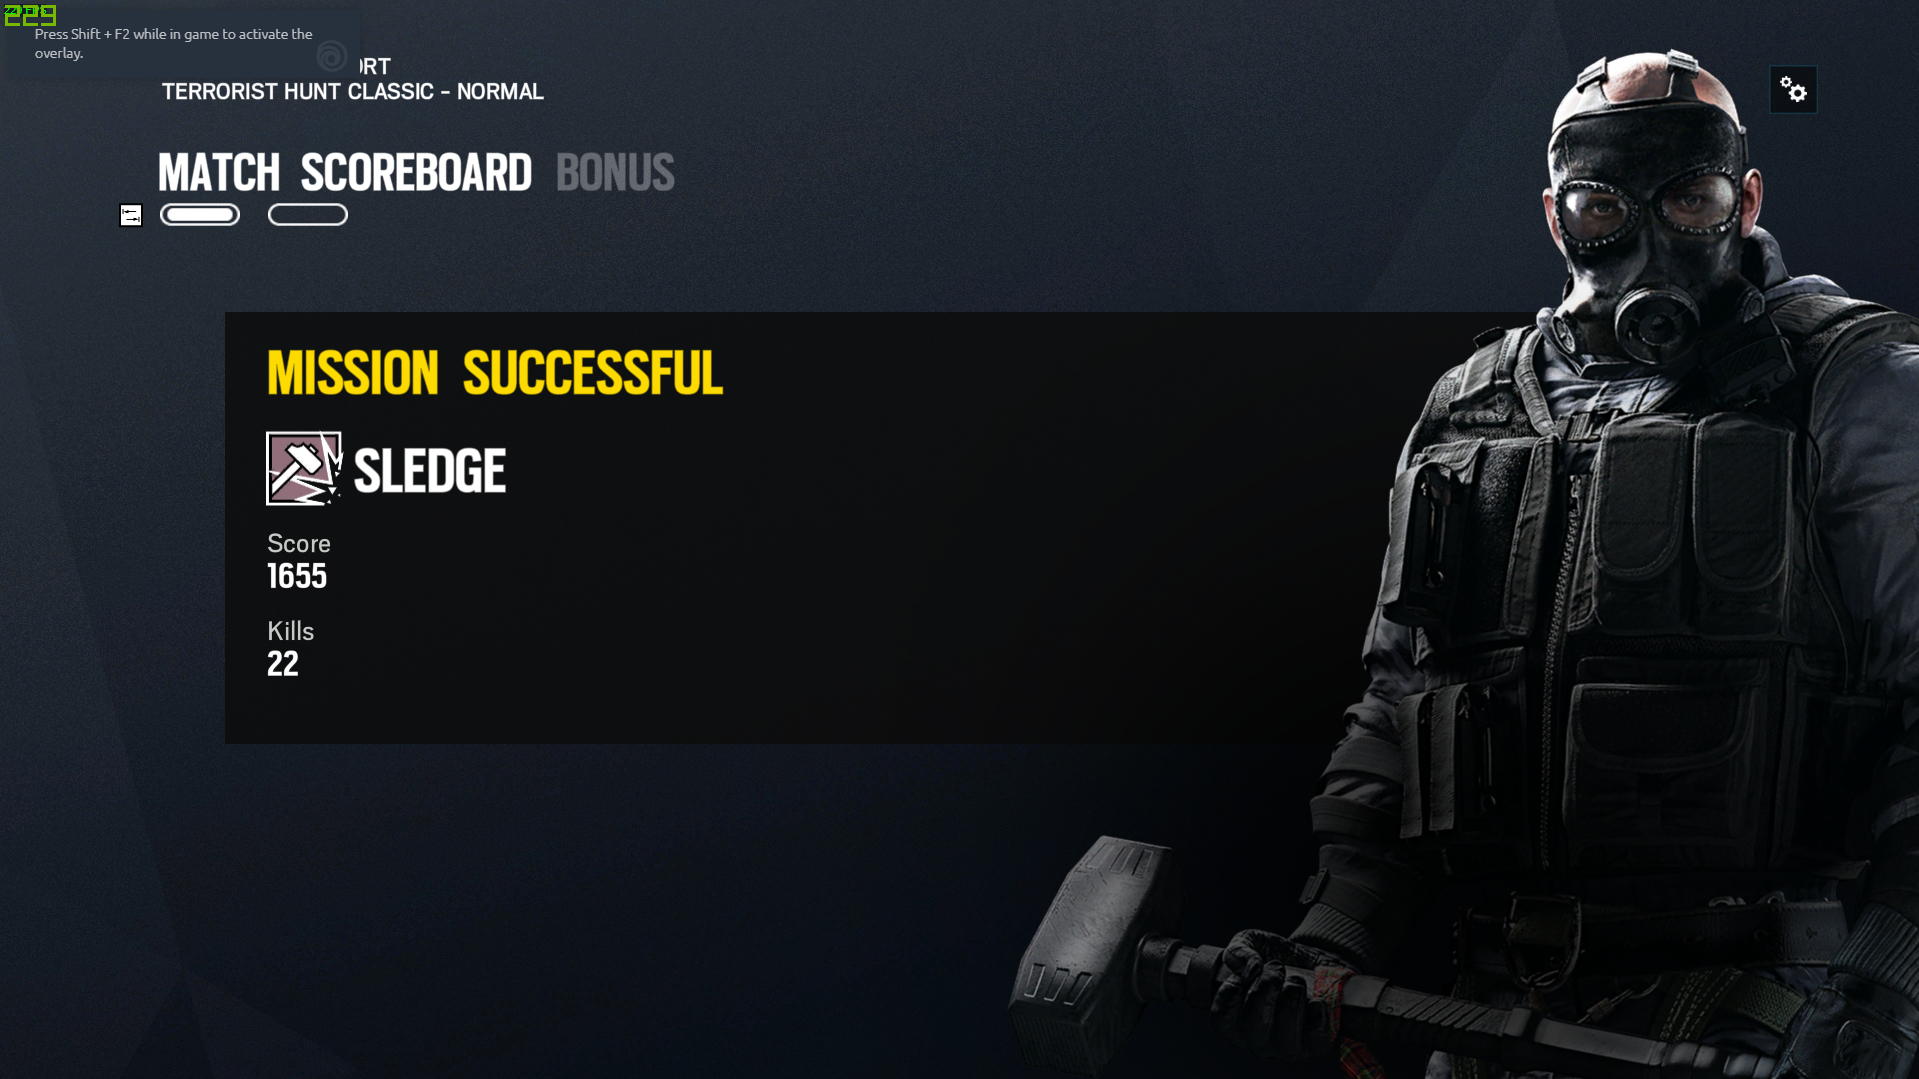 229
Press Shift + F2 while in game to activate the
overlay.
TERRORIST HUNT CLASSIC - NORMAL
MATCH SCOREBOARD BONUS
MISSION SUCCESSFUL
SLEDGE
Score
1655
Kills
22